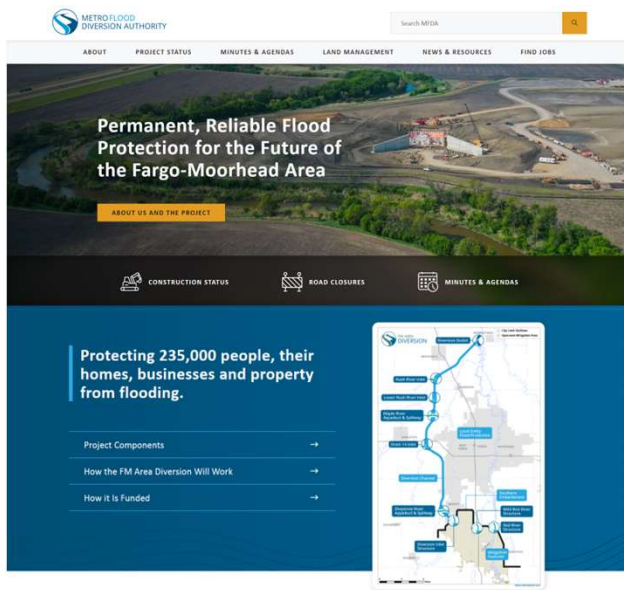 METRO FLOOD
DIVERSION AUTHORITY
Search MFDA
ABOUT
PROJECT STATUS
MINUTES & AGENDAS
LAND MANAGEMENT
NEWS & RESOURCES
FIND JOBS
Permanent, Reliable Flood
Protection for the Future of
the Fargo-Moorhead Area
ABOUT US AND THE PROJECT
CONSTRUCTION STATUS
ROAD CLOSURES
MINUTES & AGENDAS
Protecting 235,000 people, their
homes, businesses and property
from flooding.
Project Components →
How the FM Area Diversion Will Work →
How it Is Funded →
DIVERSION
Diversion Outlet
Rush River Inlet
Lower Rush River Inlet
Maple River
Aqueduct & Spillway
Drain 14 Inlet
Diversion Channel
Sheyenne River
Aqueduct & Spillway
Diversion Inlet
Structure
Southern
Embankment
Wild Rice River
Structure
Red River
Structure